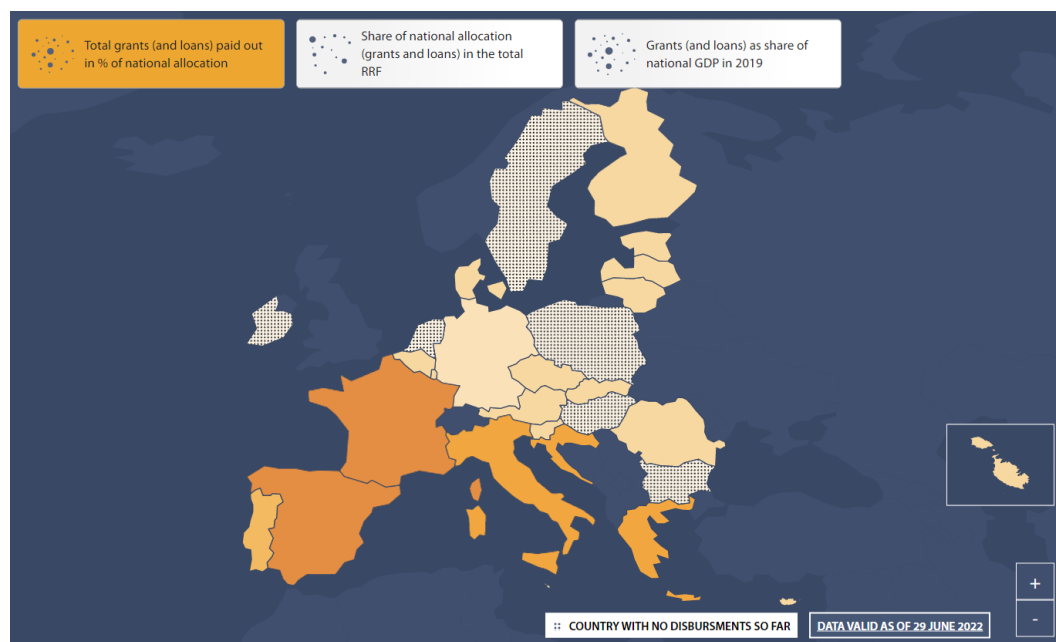 Total grants (and loans) paid out
in % of national allocation
Share of national allocation
(grants and loans) in the total
RRF
Grants (and loans) as share of
national GDP in 2019
+
-
COUNTRY WITH NO DISBURSMENTS SO FAR
DATA VALID AS OF 29 JUNE 2022